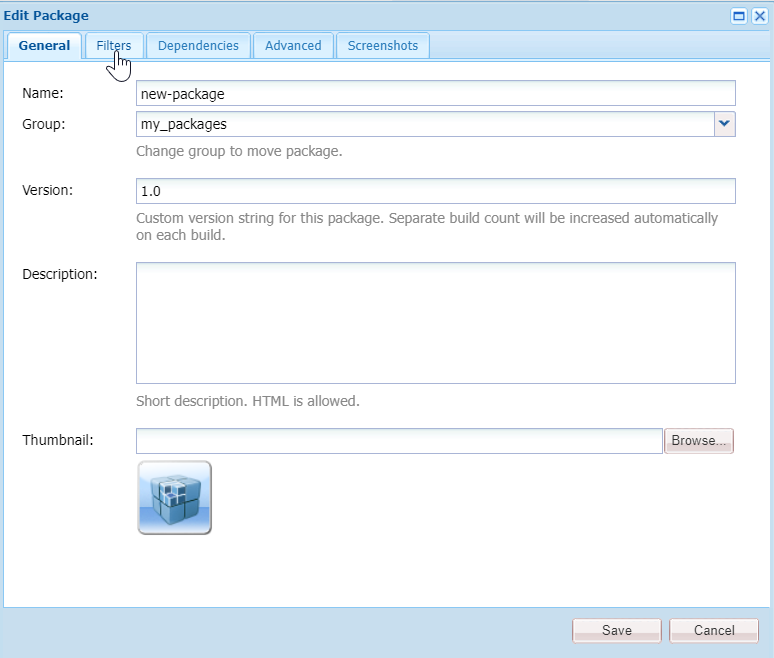 Edit Package
General Filters Dependencies Advanced Screenshots
Name: new-package
Group: my_packages
Change group to move package.
Version: 1.0
Custom version string for this package. Separate build count will be increased automatically
on each build.
Description:
Short description. HTML is allowed.
Thumbnail: Browse...
Save Cancel